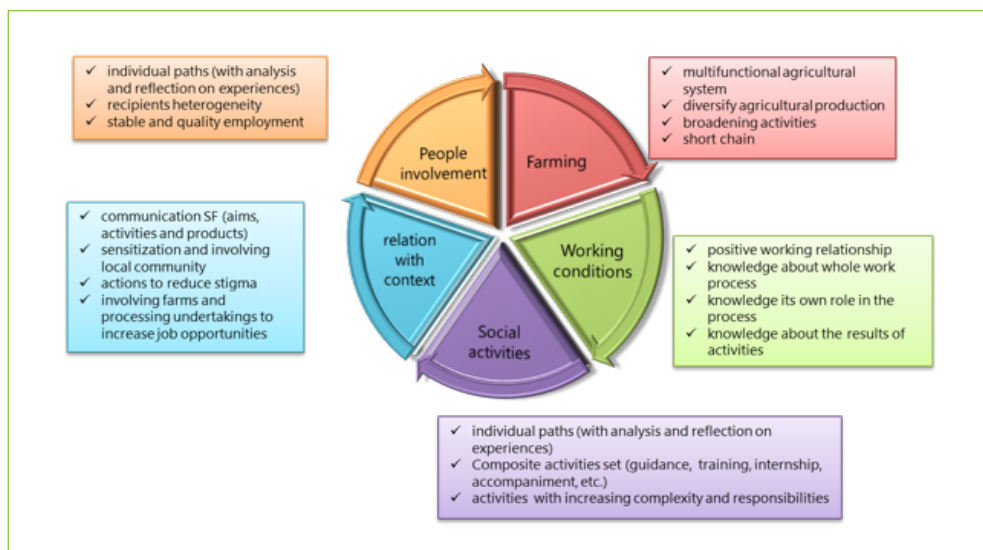 ✓ individual paths (with analysis
and reflection on experiences)
✓ recipients heterogeneity
✓ stable and quality employment
✓ multifunctional agricultural
system
✓ diversify agricultural production
✓ broadening activities
✓ short chain
People
involvement
Farming
✓ communication SF (aims,
activities and products)
✓ sensitization and involving
local community
✓ actions to reduce stigma
✓ involving farms and
processing undertakings to
increase job opportunities
relation
with
context
Working
conditions
✓ positive working relationship
✓ knowledge about whole work
process
✓ knowledge its own role in the
process
✓ knowledge about the results of
activities
Social
activities
✓ individual paths (with analysis and reflection on
experiences)
✓ Composite activities set (guidance, training, internship,
accompaniment, etc.)
✓ activities with increasing complexity and responsibilities